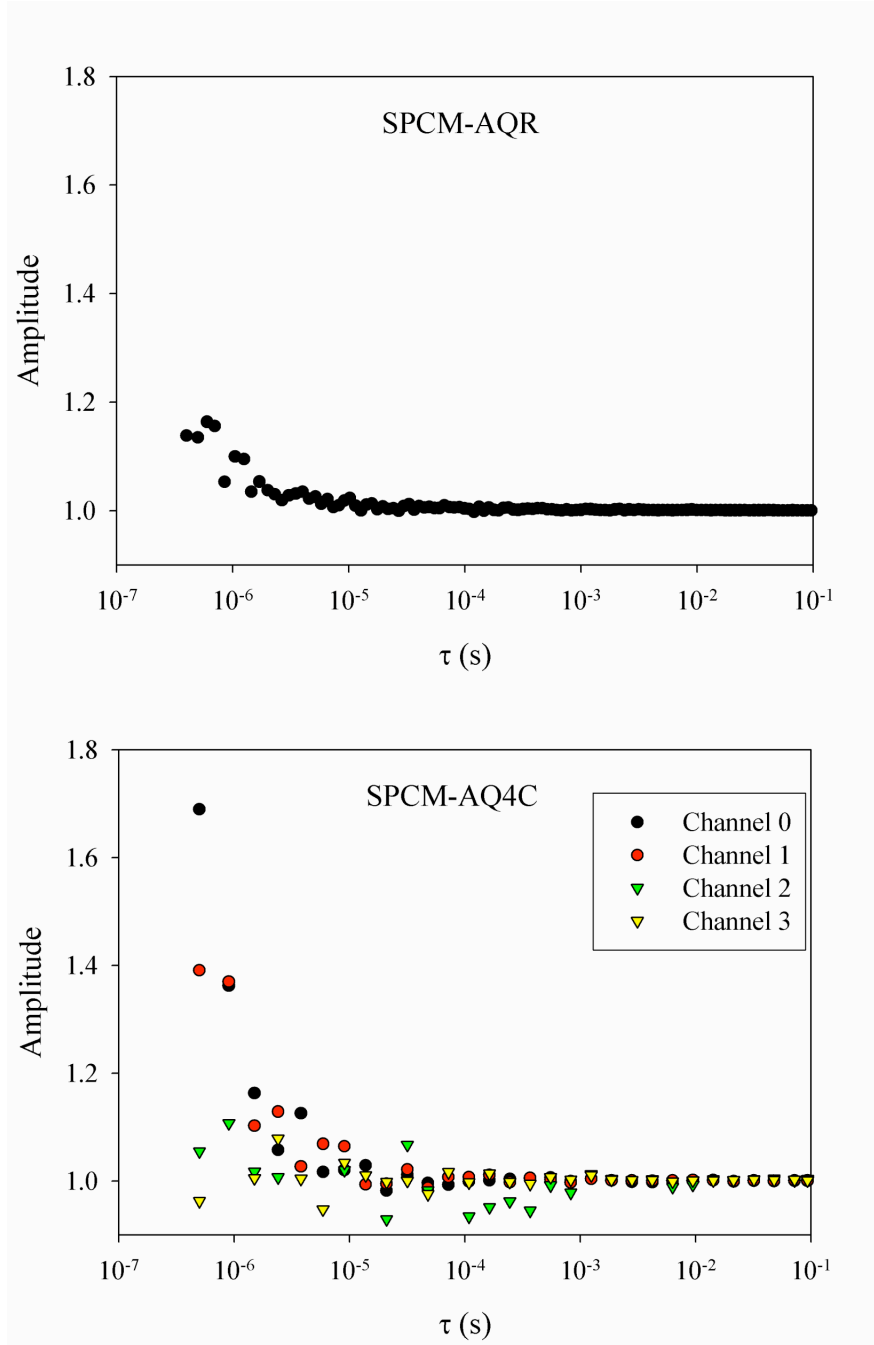 1.8
SPCM-AQR
1.6
1.4
Amplitude
1.2
1.0
10-7 10-6 10-5 10-4 10-3 10-2 10-1
τ (s)
1.8
SPCM-AQ4C
Channel 0
Channel 1
Channel 2
Channel 3
1.6
1.4
Amplitude
1.2
1.0
10-7 10-6 10-5 10-4 10-3 10-2 10-1
τ (s)